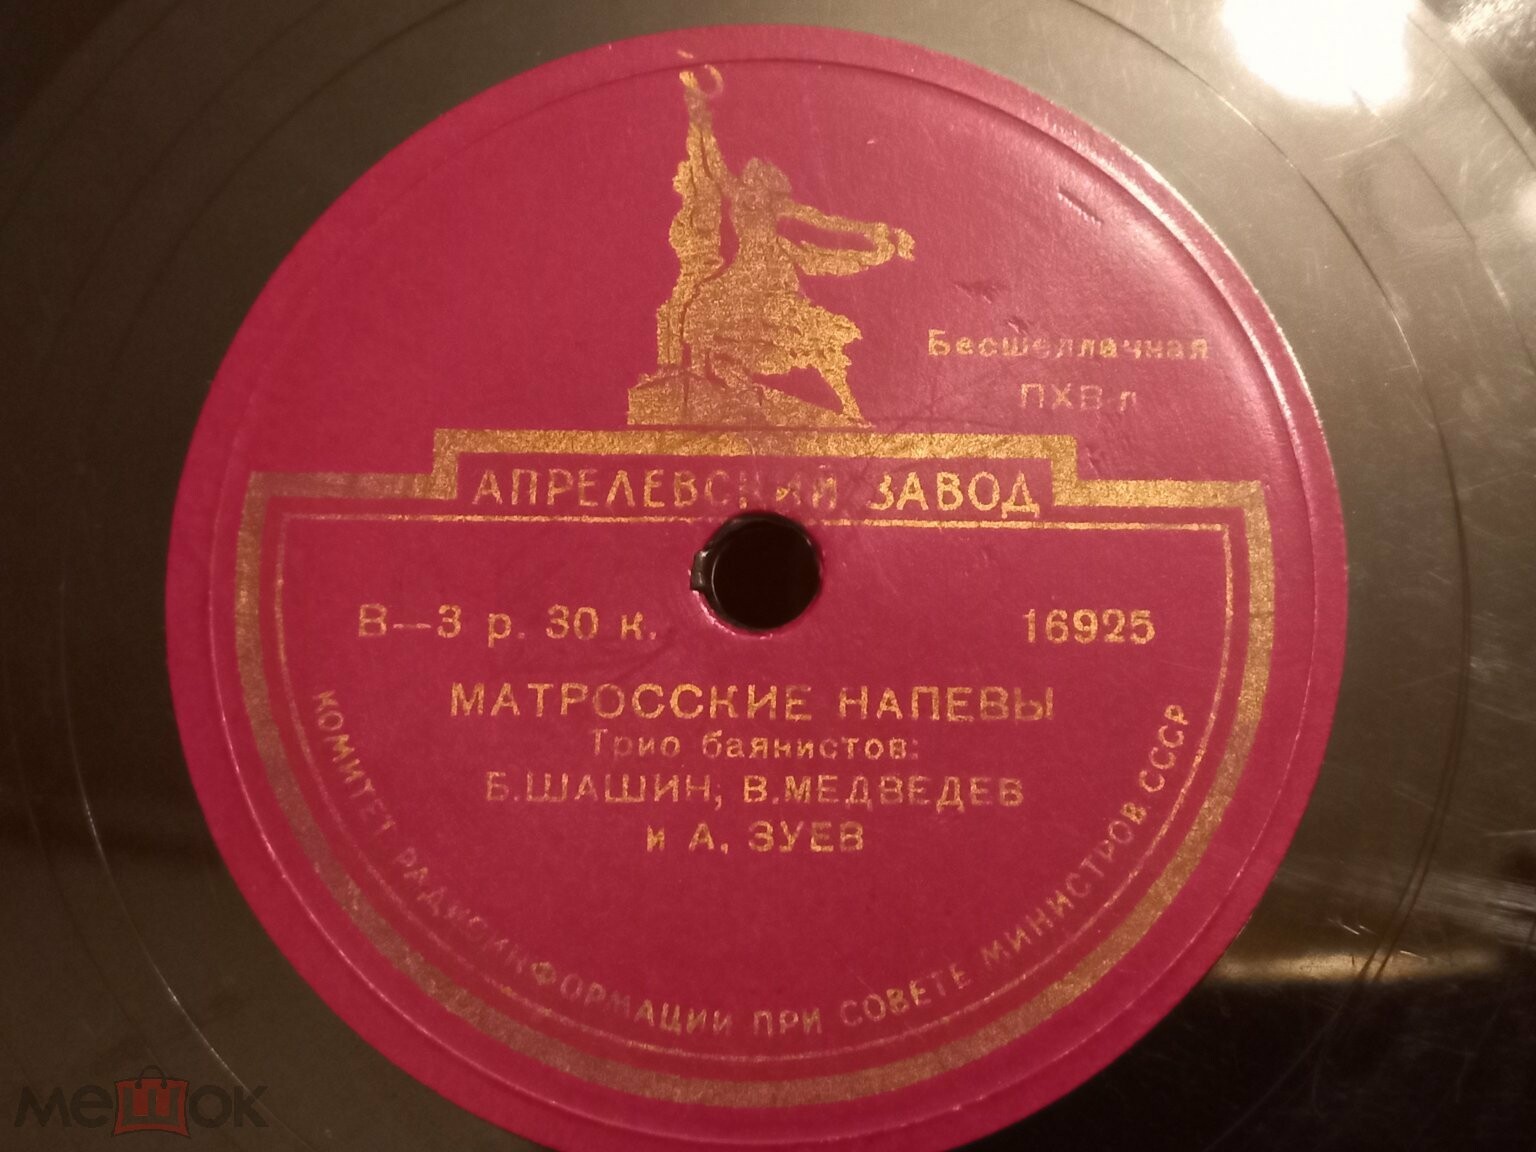 Бесшеллачная
ПХВ-л
АПРЕЛЕВСКИЙ ЗАВОД
В—3 р. 30 к.
16925
МАТРОССКИЕ НАПЕВЫ
Трио баянистов:
Б.ШАШИН, В.МЕДВЕДЕВ
и А. ЗУЕВ
КОМИТЕТ РАДИОИНФОРМАЦИИ ПРИ СОВЕТЕ МИНИСТРОВ СССР
мешок